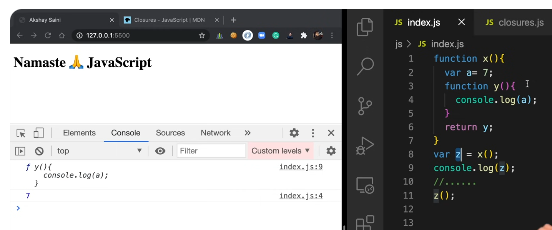 Akshay Saini
Closures - JavaScript | MDN
127.0.0.1:5500
Namaste 🙏 JavaScript
Elements Console Sources Network »
top Filter Custom levels ▼
ƒ y(){ index.js:9
console.log(a);
}
7 index.js:4
>
JS index.js × JS closures.js
js > JS index.js
1 function x(){
2 var a= 7;
3 function y(){
4 console.log(a);
5 }
6 return y;
7 }
8 var z = x();
9 console.log(z);
10 //......
11 z();
12
13